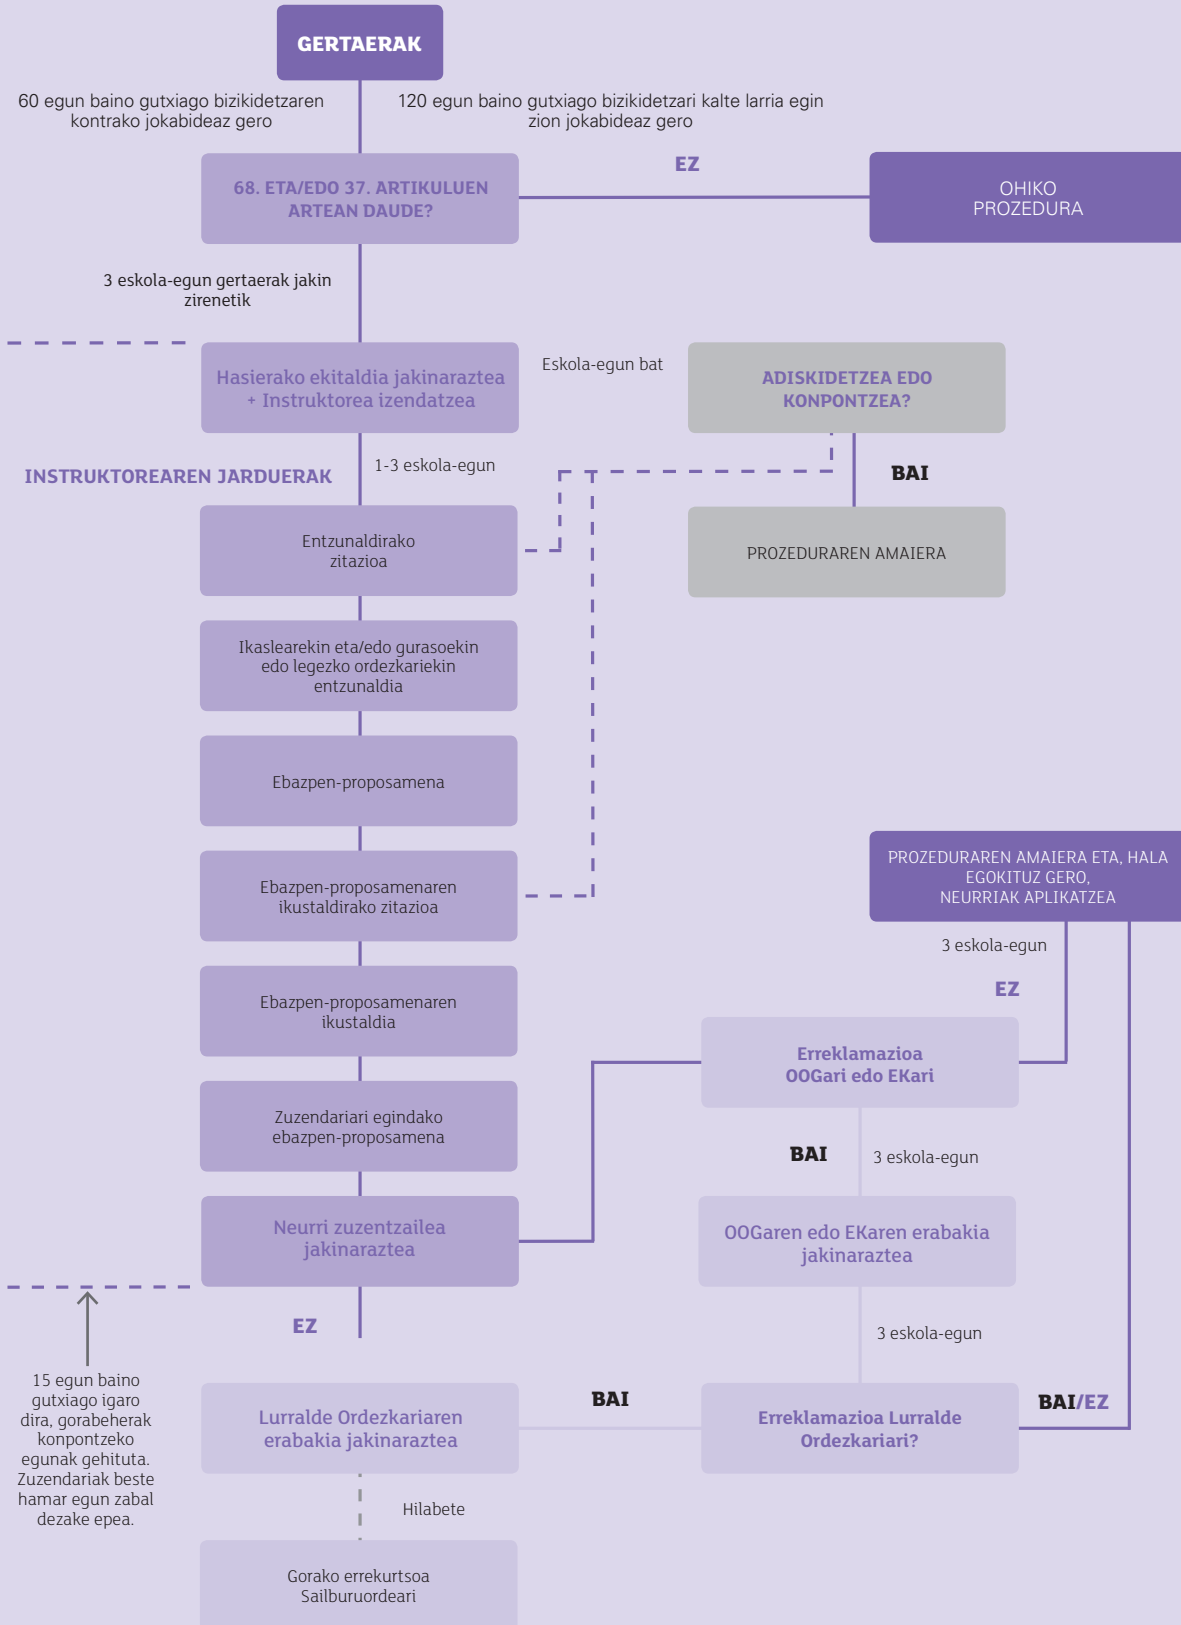 GERTAERAK
60 egun baino gutxiago bizikidetzaren
kontrako jokabideaz gero
120 egun baino gutxiago bizikidetzari kalte larria egin
zion jokabideaz gero
68. ETA/EDO 37. ARTIKULUEN
ARTEAN DAUDE?
EZ
OHIKO
PROZEDURA
3 eskola-egun gertaerak jakin
zirenetik
Hasierako ekitaldia jakinaraztea
+ Instruktorea izendatzea
Eskola-egun bat
ADISKIDETZEA EDO
KONPONTZEA?
INSTRUKTOREAREN JARDUERAK
1-3 eskola-egun
BAI
Entzunaldirako
zitazioa
PROZEDURAREN AMAIERA
Ikaslearekin eta/edo gurasoekin
edo legezko ordezkariekin
entzunaldia
Ebazpen-proposamena
Ebazpen-proposamenaren
ikustaldirako zitazioa
PROZEDURAREN AMAIERA ETA, HALA
EGOKITUZ GERO,
NEURRIAK APLIKATZEA
3 eskola-egun
EZ
Ebazpen-proposamenaren
ikustaldia
Erreklamazioa
OOGari edo EKari
Zuzendariari egindako
ebazpen-proposamena
BAI
3 eskola-egun
Neurri zuzentzailea
jakinaraztea
OOGaren edo EKaren erabakia
jakinaraztea
EZ
3 eskola-egun
15 egun baino
gutxiago igaro
dira, gorabeherak
konpontzeko
egunak gehituta.
Zuzendariak beste
hamar egun zabal
dezake epea.
Lurralde Ordezkariaren
erabakia jakinaraztea
BAI
Erreklamazioa Lurralde
Ordezkariari?
BAI/EZ
Hilabete
Gorako errekurtsoa
Sailburuordeari